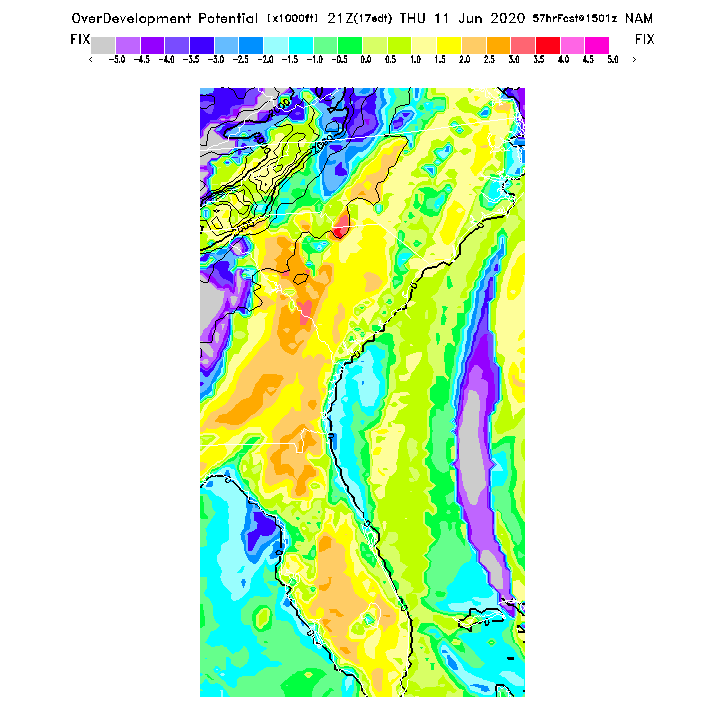 OverDevelopment Potential [x1000ft] 21Z(17edt) THU 11 Jun 2020 57hrFcst@1501z NAM
FIX FIX
< -5.0 -4.5 -4.0 -3.5 -3.0 -2.5 -2.0 -1.5 -1.0 -0.5 0.0 0.5 1.0 1.5 2.0 2.5 3.0 3.5 4.0 4.5 5.0 >